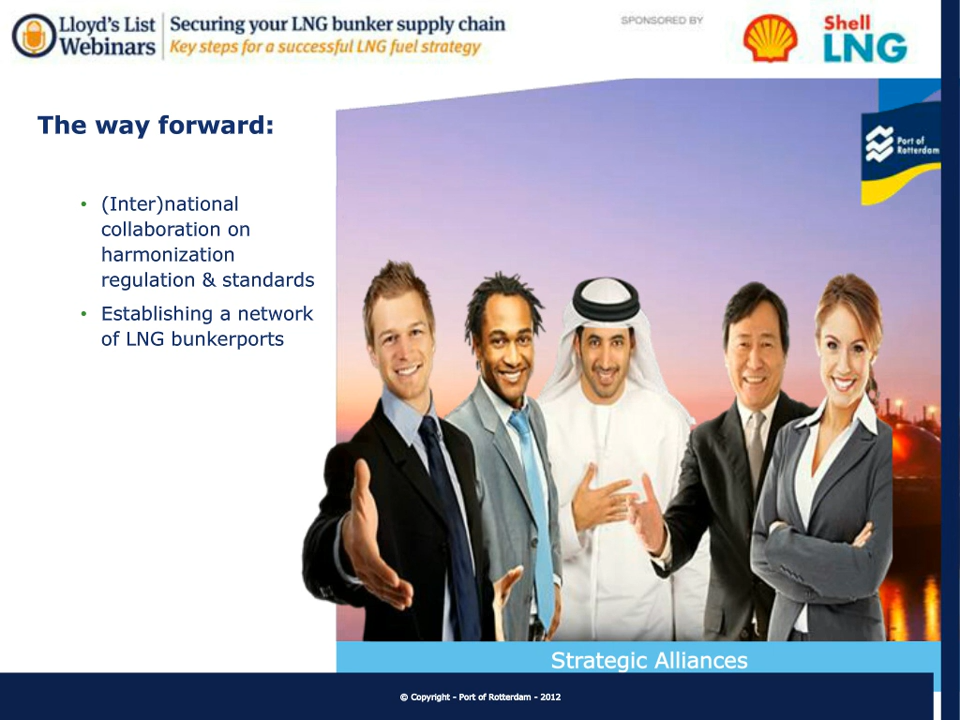 Lloyd's List
Webinars
Securing your LNG bunker supply chain
Key steps for a successful LNG fuel strategy
SPONSORED BY
Shell
LNG
The way forward:
Port of
Rotterdam
• (Inter)national
collaboration on
harmonization
regulation & standards
• Establishing a network
of LNG bunkerports
Strategic Alliances
© Copyright - Port of Rotterdam - 2012